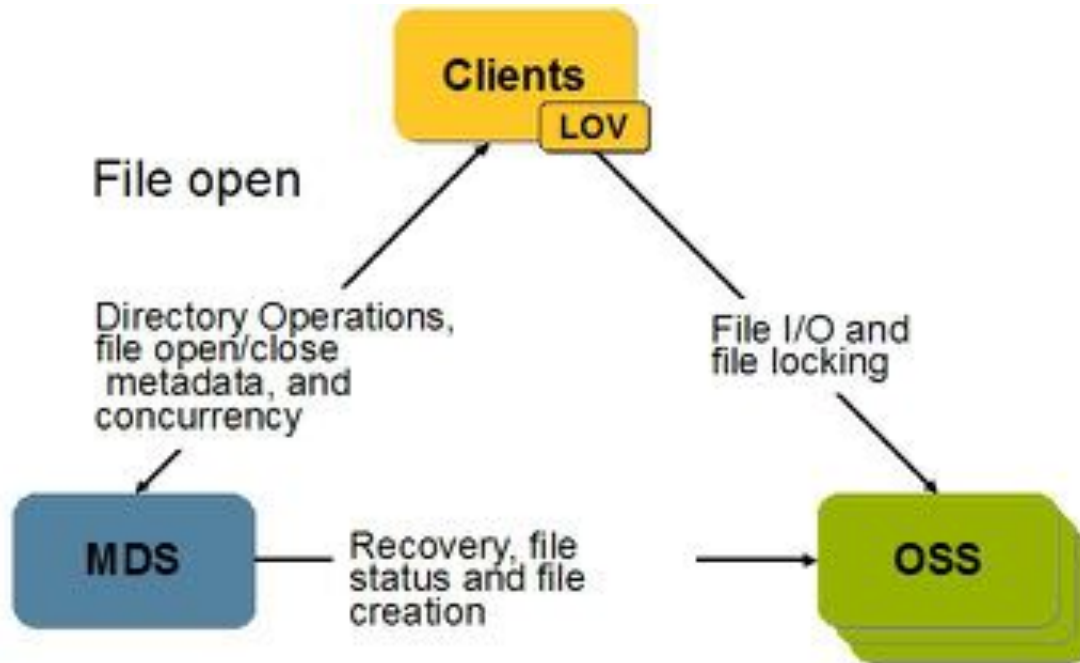 Clients
LOV
File open
Directory Operations,
file open/close
metadata, and
concurrency
File I/O and
file locking
MDS
Recovery, file
status and file
creation
OSS